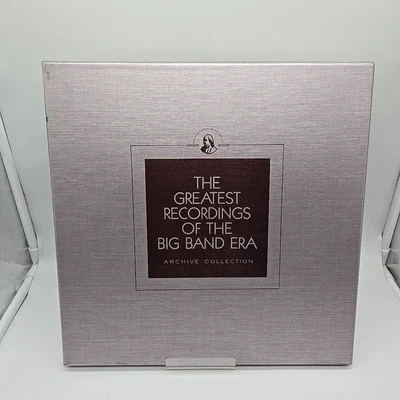 THE
GREATEST
RECORDINGS
OF THE
BIG BAND ERA
ARCHIVE COLLECTION